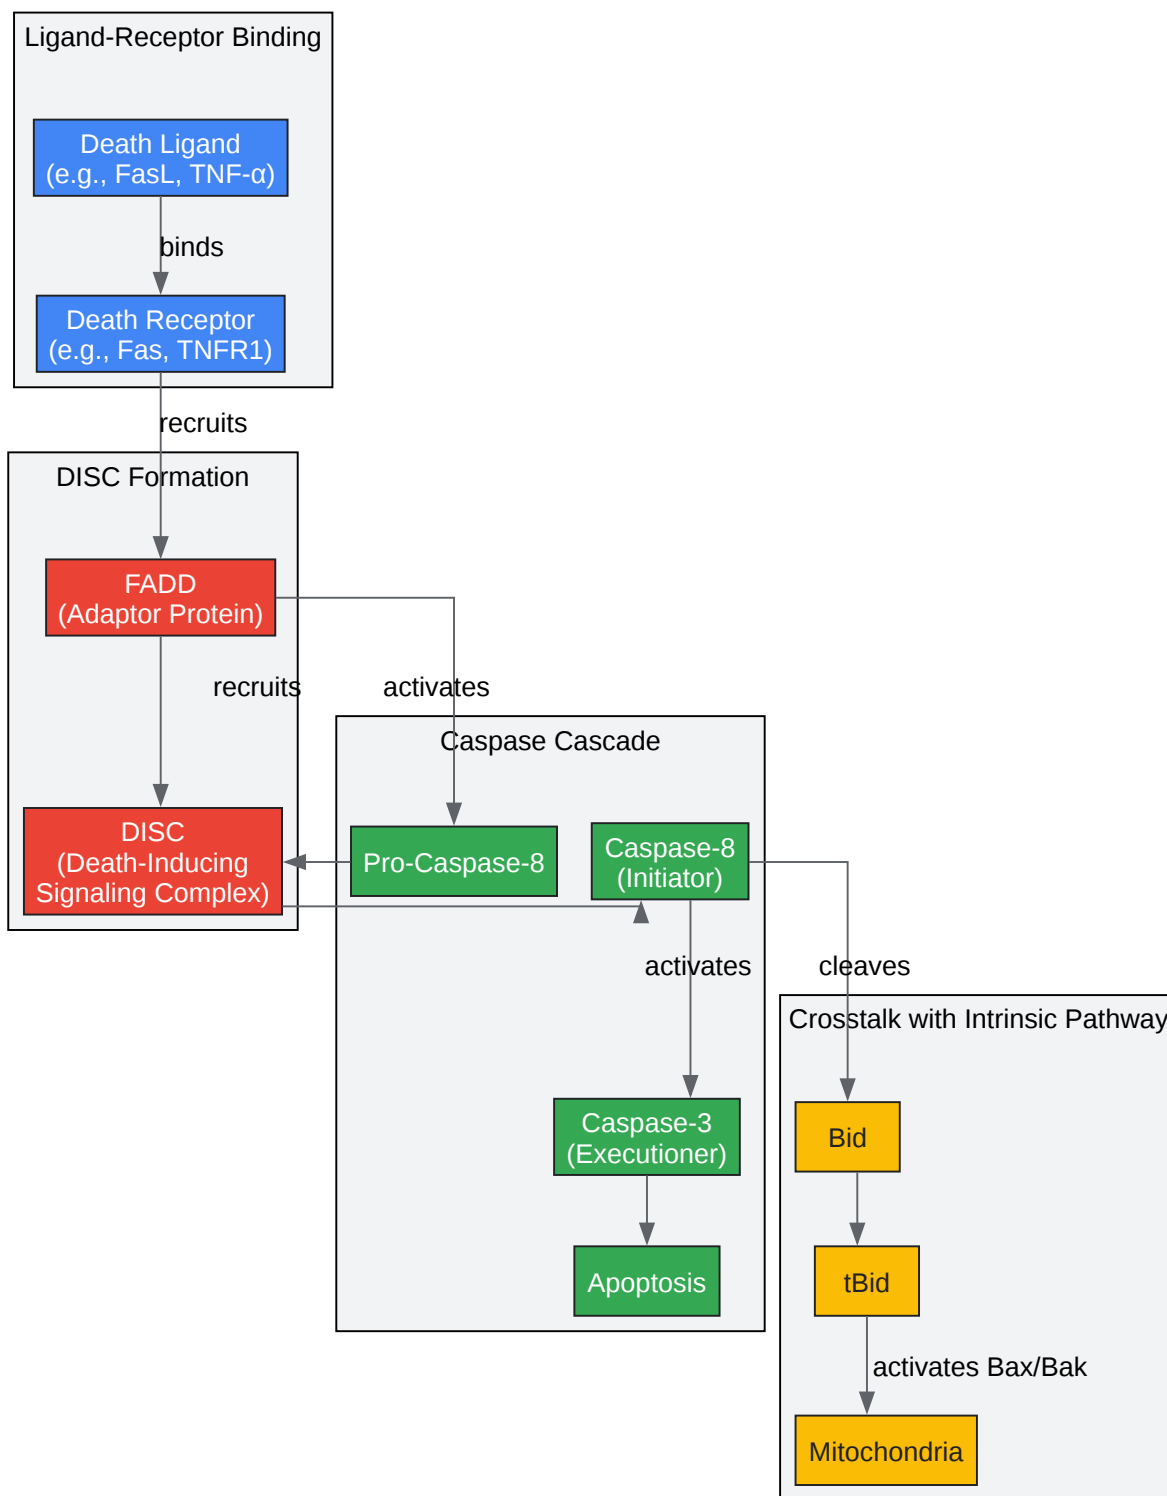 Ligand-Receptor Binding
Death Ligand
(e.g., FasL, TNF-α)
binds
Death Receptor
(e.g., Fas, TNFR1)
recruits
DISC Formation
FADD
(Adaptor Protein)
recruits
activates
Caspase Cascade
DISC
(Death-Inducing
Signaling Complex)
Pro-Caspase-8
Caspase-8
(Initiator)
activates
cleaves
Crosstalk with Intrinsic Pathway
Caspase-3
(Executioner)
Bid
Apoptosis
tBid
activates Bax/Bak
Mitochondria